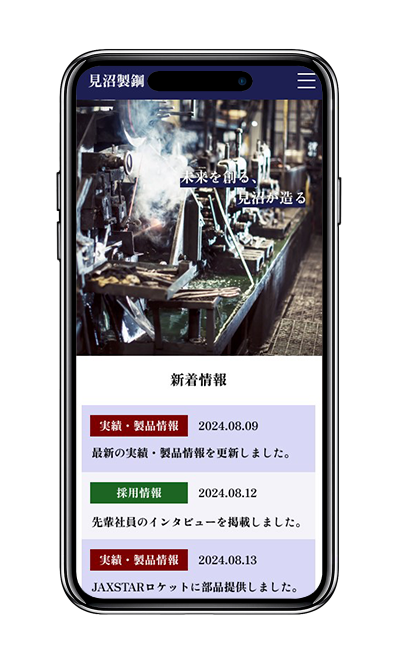 見沼製鋼
未来を創る、
見沼が造る
新着情報
実績・製品情報 2024.08.09
最新の実績・製品情報を更新しました。
採用情報 2024.08.12
先輩社員のインタビューを掲載しました。
実績・製品情報 2024.08.13
JAXSTARロケットに部品提供しました。